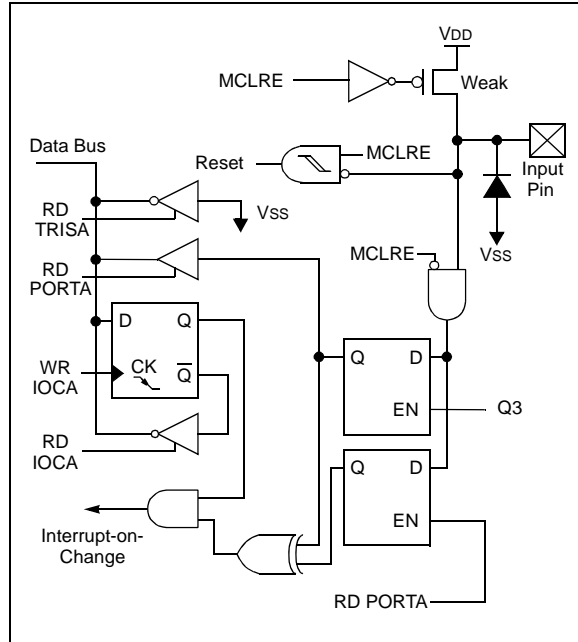 VDD
MCLRE
Weak
Data Bus
Reset
MCLRE
Input
Pin
RD
TRISA
VSS
VSS
RD
PORTA
MCLRE
D
Q
WR
IOCA
CK
Q
Q
D
EN
Q3
RD
IOCA
Q
D
EN
Interrupt-on-
Change
RD PORTA